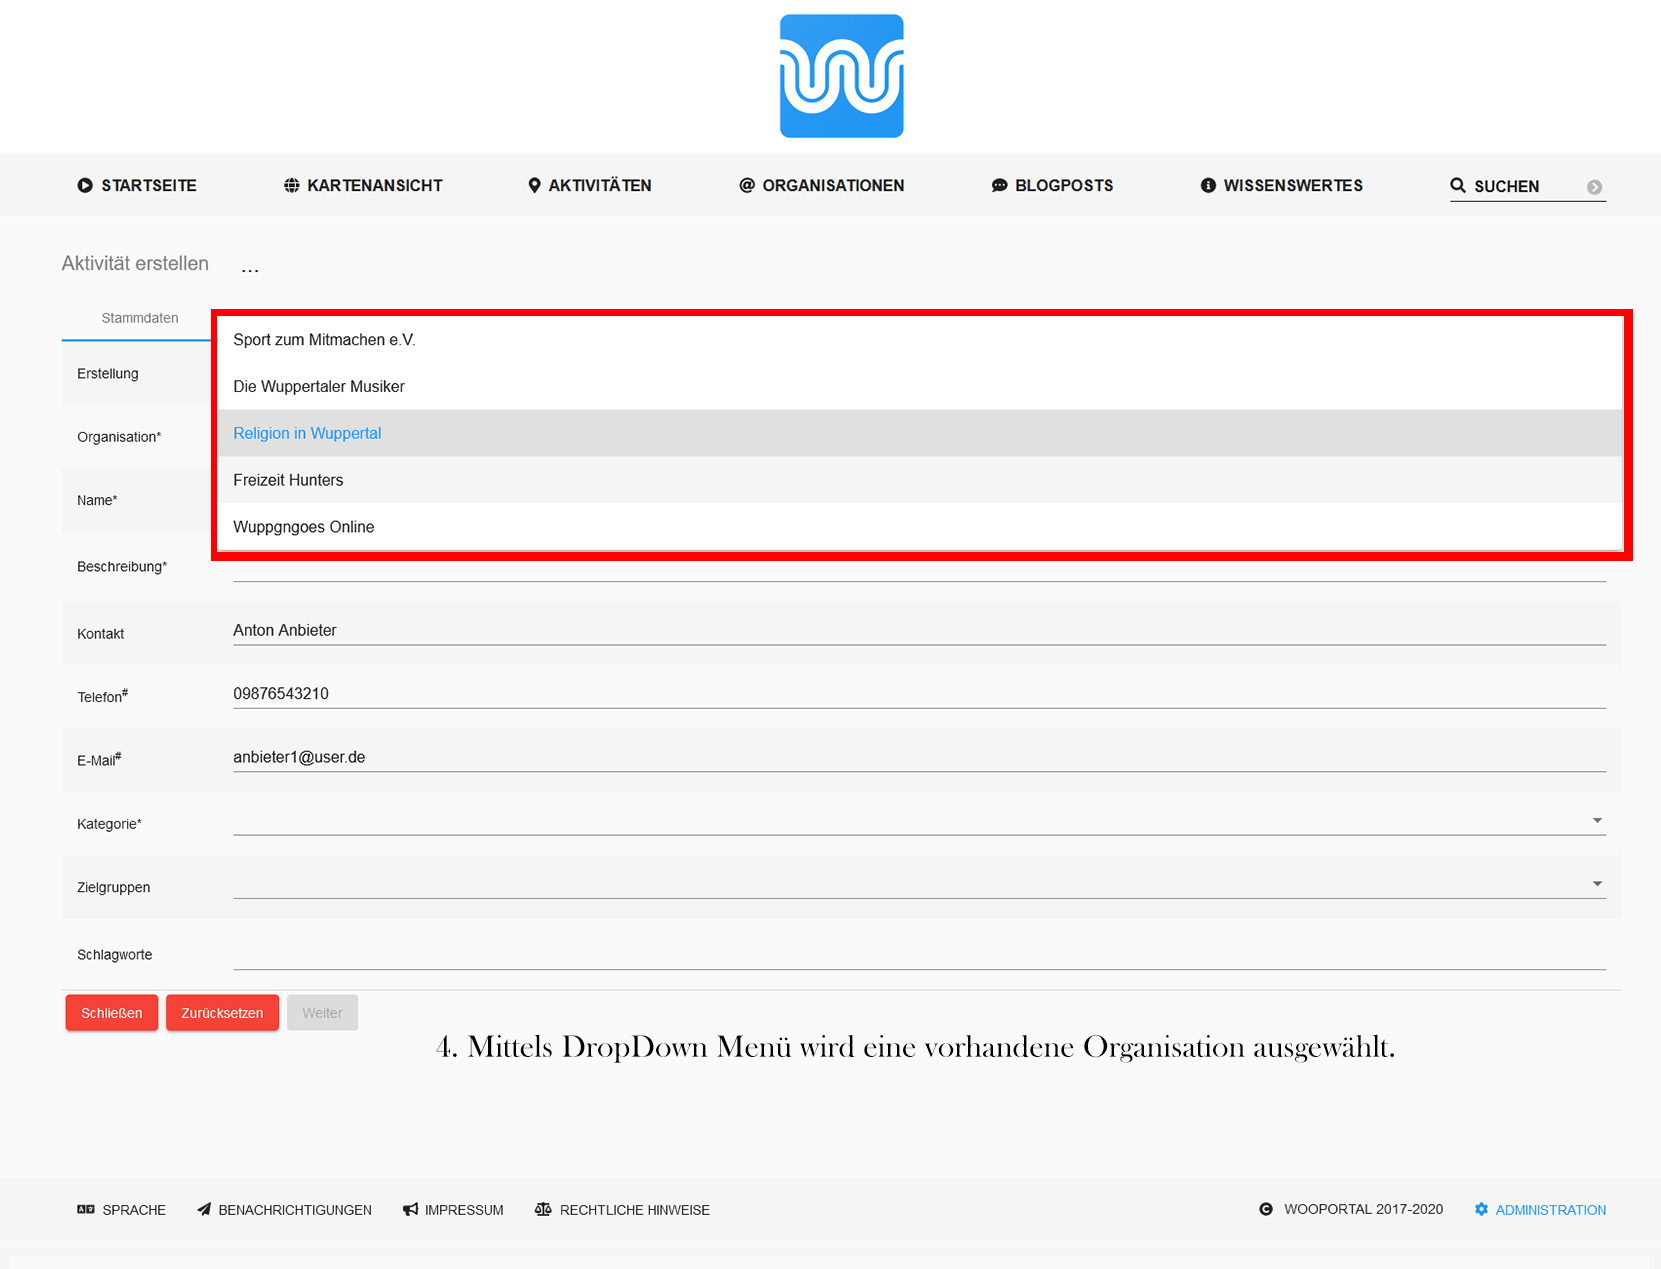 STARTSEITE KARTENANSICHT AKTIVITÄTEN ORGANISATIONEN BLOGPOSTS WISSENSWERTES SUCHEN
Aktivität erstellen ...
Stammdaten
Sport zum Mitmachen e.V.
Erstellung
Die Wuppertaler Musiker
Organisation*
Religion in Wuppertal
Freizeit Hunters
Name*
Wuppgngoes Online
Beschreibung*
Kontakt Anton Anbieter
Telefon# 09876543210
E-Mail# anbieter1@user.de
Kategorie*
Zielgruppen
Schlagworte
Schließen Zurücksetzen Weiter
4. Mittels DropDown Menü wird eine vorhandene Organisation ausgewählt.
SPRACHE BENACHRICHTIGUNGEN IMPRESSUM RECHTLICHE HINWEISE WOOPORTAL 2017-2020 ADMINISTRATION